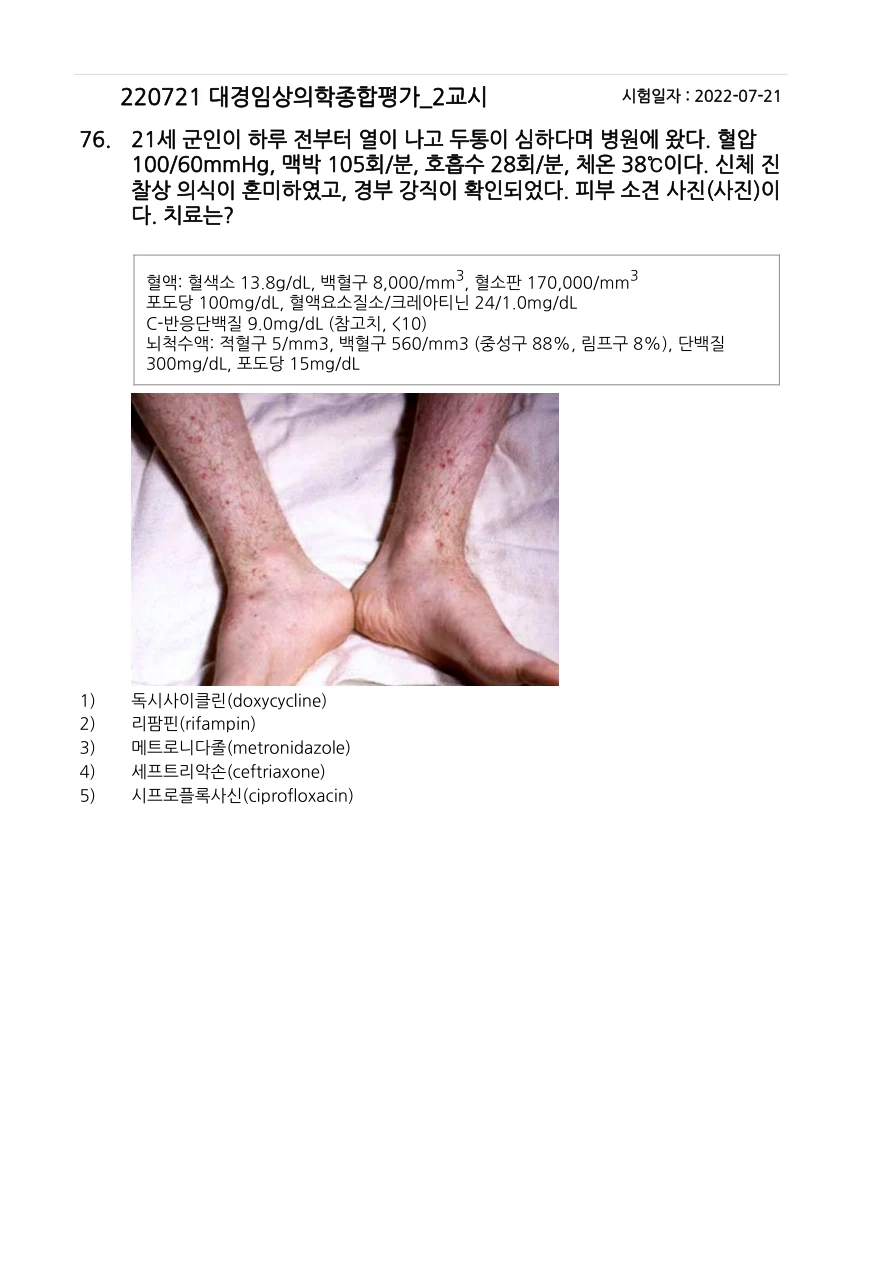 220721 대경임상의학종합평가_2교시
시험일자 : 2022-07-21
76. 21세 군인이 하루 전부터 열이 나고 두통이 심하다며 병원에 왔다. 혈압
100/60mmHg, 맥박 105회/분, 호흡수 28회/분, 체온 38℃이다. 신체 진
찰상 의식이 혼미하였고, 경부 강직이 확인되었다. 피부 소견 사진(사진)이
다. 치료는?
혈액: 혈색소 13.8g/dL, 백혈구 8,000/mm³, 혈소판 170,000/mm³
포도당 100mg/dL, 혈액요소질소/크레아티닌 24/1.0mg/dL
C-반응단백질 9.0mg/dL (참고치, <10)
뇌척수액: 적혈구 5/mm3, 백혈구 560/mm3 (중성구 88%, 림프구 8%), 단백질
300mg/dL, 포도당 15mg/dL
1) 독시사이클린(doxycycline)
2) 리팜핀(rifampin)
3) 메트로니다졸(metronidazole)
4) 세프트리악손(ceftriaxone)
5) 시프로플록사신(ciprofloxacin)